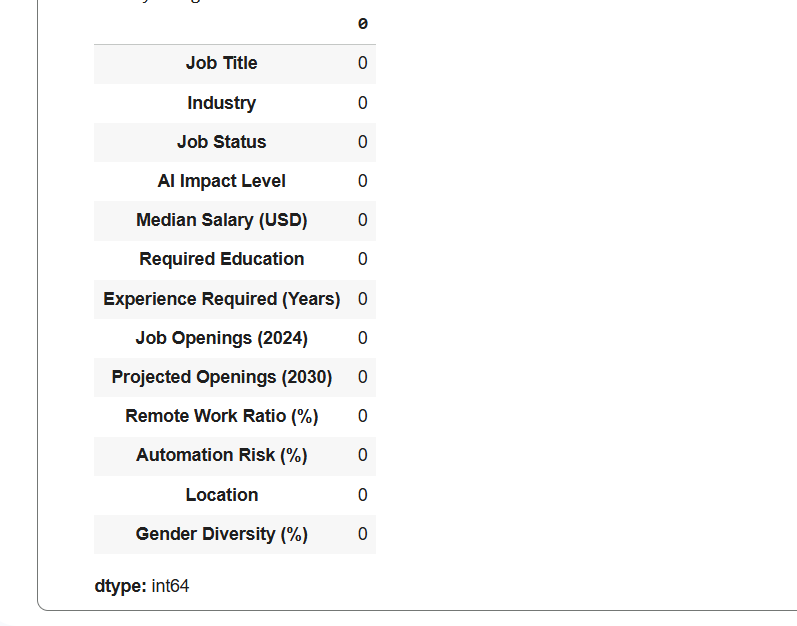 0
Job Title 0
Industry 0
Job Status 0
AI Impact Level 0
Median Salary (USD) 0
Required Education 0
Experience Required (Years) 0
Job Openings (2024) 0
Projected Openings (2030) 0
Remote Work Ratio (%) 0
Automation Risk (%) 0
Location 0
Gender Diversity (%) 0
dtype: int64